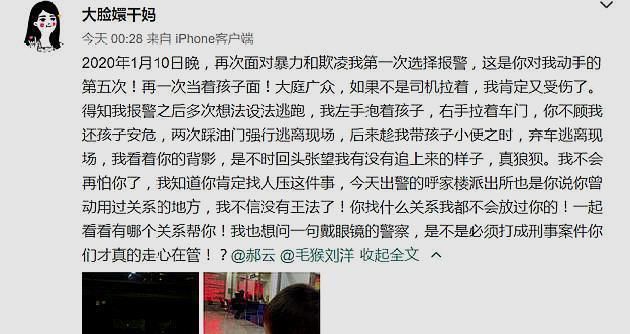 大脸嬛干妈
今天 00:28 来自 iPhone客户端
2020年1月10日晚，再次面对暴力和欺凌我第一次选择报警，这是你对我动手的
第五次！再一次当着孩子面！大庭广众，如果不是司机拉着，我肯定又受伤了。
得知我报警之后多次想法设法逃跑，我左手抱着孩子，右手拉着车门，你不顾我
还孩子安危，两次踩油门强行逃离现场，后来趁我带孩子小便之时，弃车逃离现
场，我看着你的背影，是不时回头张望我有没有追上来的样子，真狼狈。我不会
再怕你了，我知道你肯定找人压这件事，今天出警的呼家楼派出所也是你说你曾
动用过关系的地方，我不信没有王法了！你找什么关系我都不会放过你的！一起
看看有哪个关系帮你！我也想问一句戴眼镜的警察，是不是必须打成刑事案件你
们才真的走心在管！？@郝云 @毛猴刘洋 收起全文